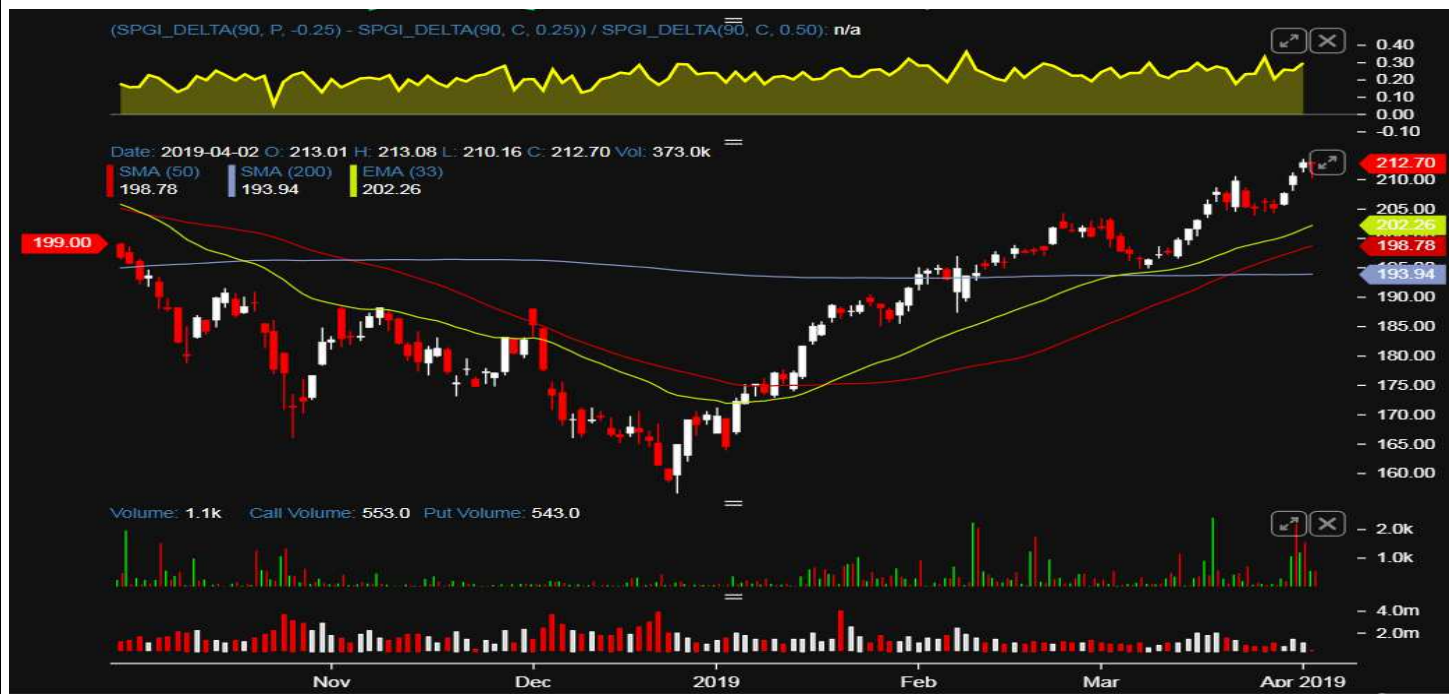 (SPGI_DELTA(90, P, -0.25) - SPGI_DELTA(90, C, 0.25)) / SPGI_DELTA(90, C, 0.50): n/a
0.40
0.30
0.20
0.10
0.00
-0.10
Date: 2019-04-02 O: 213.01 H: 213.08 L: 210.16 C: 212.70 Vol: 373.0k
SMA (50) SMA (200) EMA (33)
198.78 193.94 202.26
212.70
210.00
205.00
202.26
199.00
198.78
193.94
190.00
185.00
180.00
175.00
170.00
165.00
160.00
Volume: 1.1k Call Volume: 553.0 Put Volume: 543.0
2.0k
1.0k
4.0m
2.0m
Nov Dec 2019 Feb Mar Apr 2019